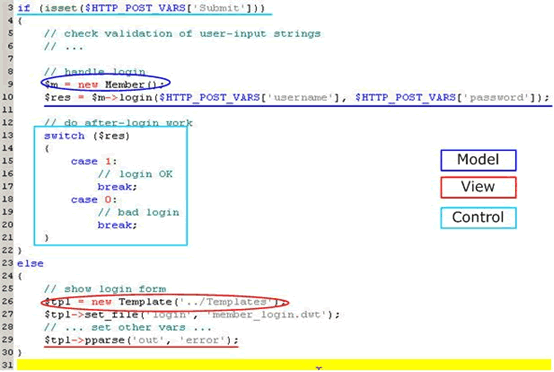 3 if (isset($HTTP_POST_VARS['Submit']))
4 {
5 // check validation of user-input strings
6 // ...
7
8 // handle login
9 $m = new Member();
10 $res = $m->login($HTTP_POST_VARS['username'], $HTTP_POST_VARS['password']);
11
12 // do after-login work
13 switch ($res)
14 {
15 case 1:
16 // login OK
17 break;
18 case 0:
19 // bad login
20 break;
21 }
22 }
23 else
24 {
25 // show login form
26 $tpl = new Template('../Templates');
27 $tpl->set_file('login', 'member_login.dwt');
28 // ... set other vars ...
29 $tpl->pparse('out', 'error');
30 }
31
Model
View
Control